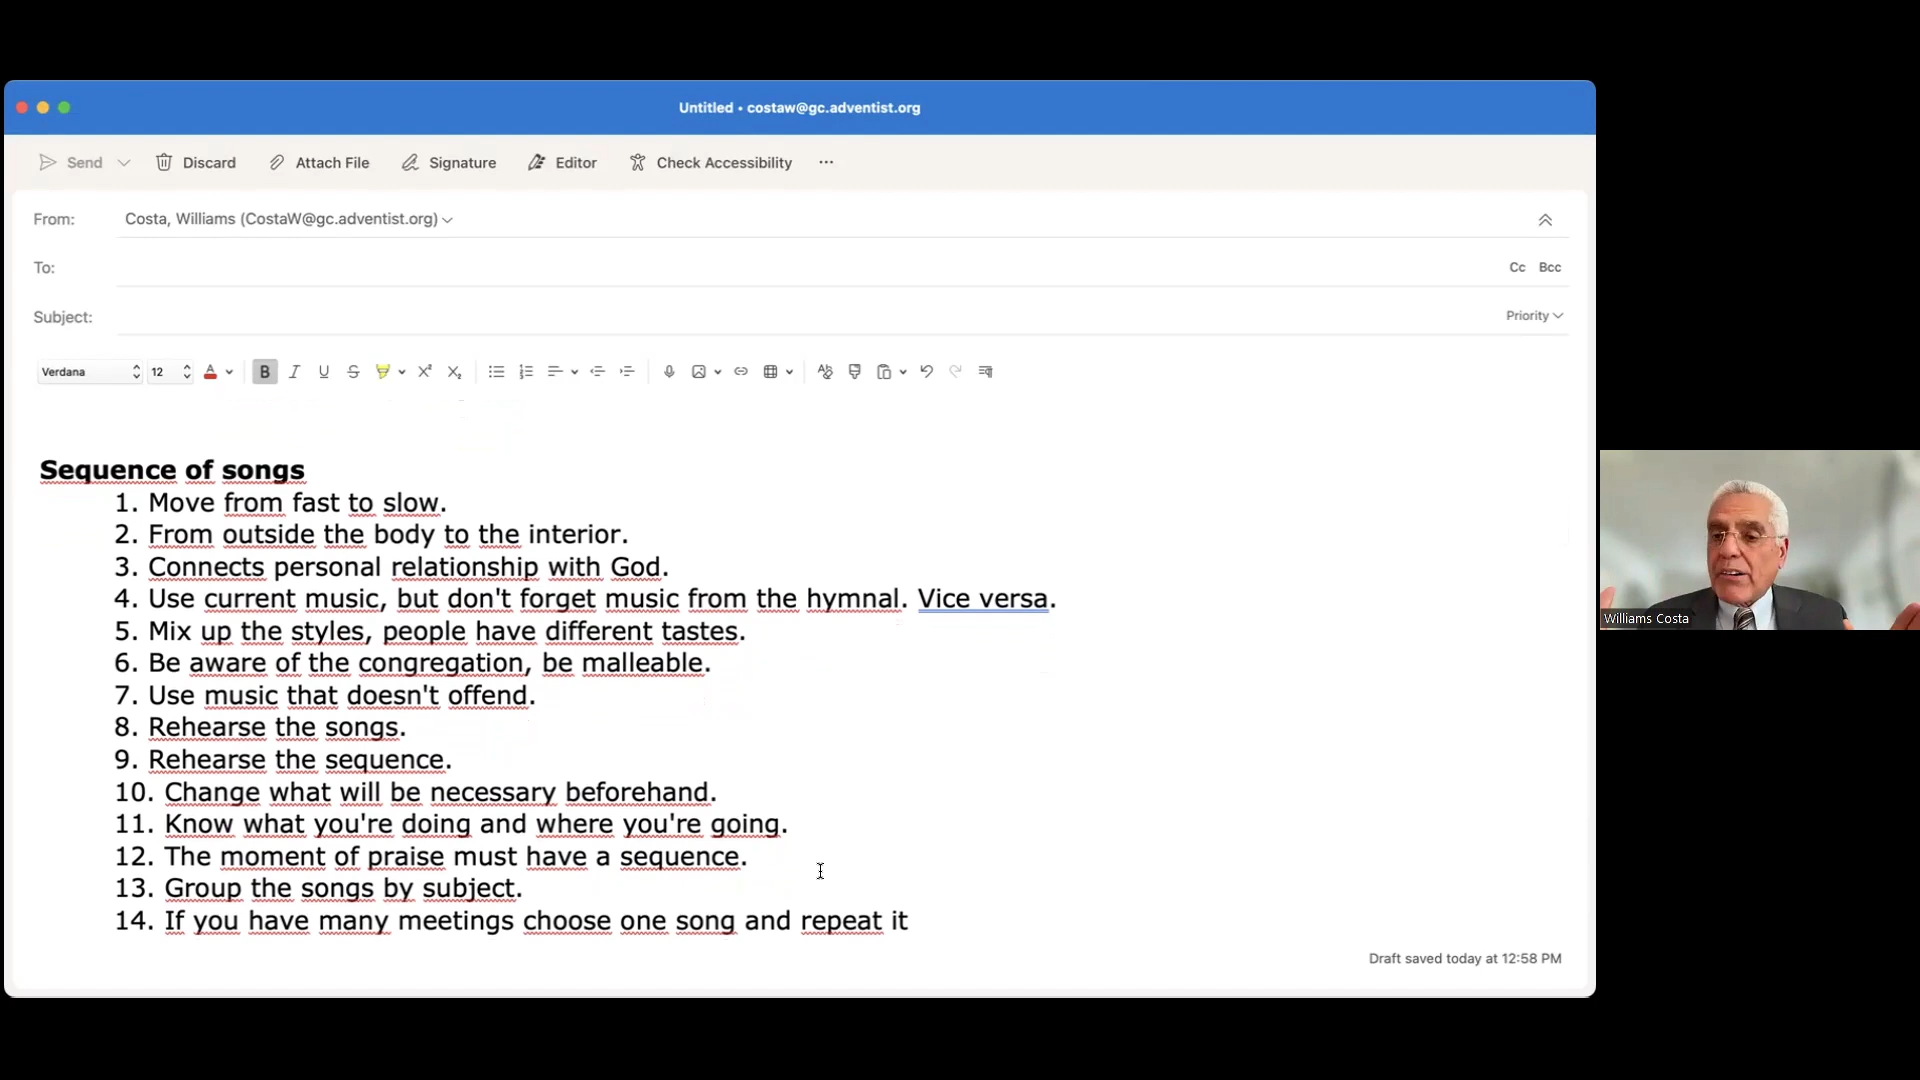 Untitled • costaw@gc.adventist.org
Send Discard Attach File Signature Editor Check Accessibility ···
From: Costa, Williams (CostaW@gc.adventist.org)
To: Cc Bcc
Subject: Priority
Verdana 12 A B I U S X² X₂
Sequence of songs
1. Move from fast to slow.
2. From outside the body to the interior.
3. Connects personal relationship with God.
4. Use current music, but don't forget music from the hymnal. Vice versa.
5. Mix up the styles, people have different tastes.
6. Be aware of the congregation, be malleable.
7. Use music that doesn't offend.
8. Rehearse the songs.
9. Rehearse the sequence.
10. Change what will be necessary beforehand.
11. Know what you're doing and where you're going.
12. The moment of praise must have a sequence.
13. Group the songs by subject.
14. If you have many meetings choose one song and repeat it
Draft saved today at 12:58 PM
Williams Costa